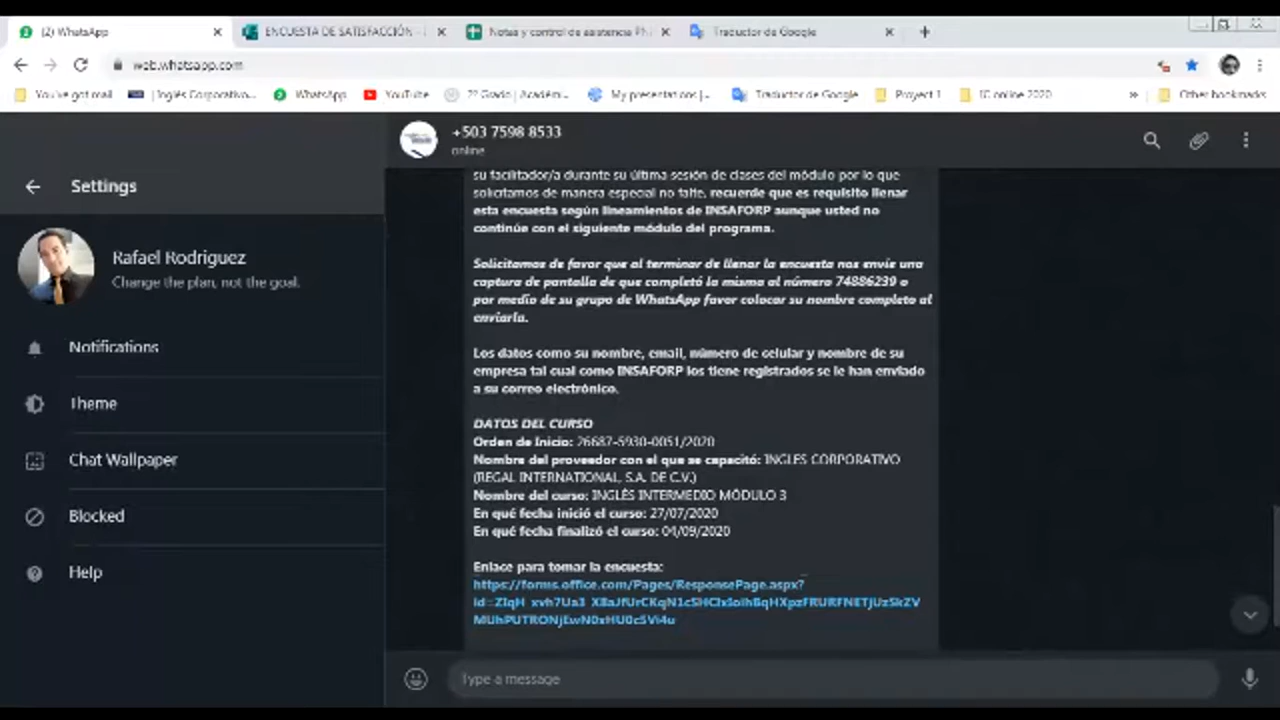 (2) WhatsApp
ENCUESTA DE SATISFACCIÓN -
Notas y control de asistencia
Traductor de Google
web.whatsapp.com
You've got mail
Inglés Corporativo...
WhatsApp
YouTube
7º Grado | Académi...
My presentations |...
Traductor de Google
Proyect 1
IC online 2020
»
Other bookmarks
Settings
Rafael Rodriguez
Change the plan, not the goal.
Notifications
Theme
Chat Wallpaper
Blocked
Help
+503 7598 8533
online
su facilitador/a durante su última sesión de clases del módulo por lo que
solicitamos de manera especial no falte, recuerde que es requisito llenar
esta encuesta según lineamientos de INSAFORP aunque usted no
continúe con el siguiente módulo del programa.
Solicitamos de favor que al terminar de llenar la encuesta nos envíe una
captura de pantalla de que completó la misma al número 74886239 o
por medio de su grupo de WhatsApp favor colocar su nombre completo al
enviarla.
Los datos como su nombre, email, número de celular y nombre de su
empresa tal cual como INSAFORP los tiene registrados se le han enviado
a su correo electrónico.
DATOS DEL CURSO
Orden de Inicio: 26687-5930-0051/2020
Nombre del proveedor con el que se capacitó: INGLES CORPORATIVO
(REGAL INTERNATIONAL, S.A. DE C.V.)
Nombre del curso: INGLÉS INTERMEDIO MÓDULO 3
En qué fecha inició el curso: 27/07/2020
En qué fecha finalizó el curso: 04/09/2020
Enlace para tomar la encuesta:
https://forms.office.com/Pages/ResponsePage.aspx?
Type a message